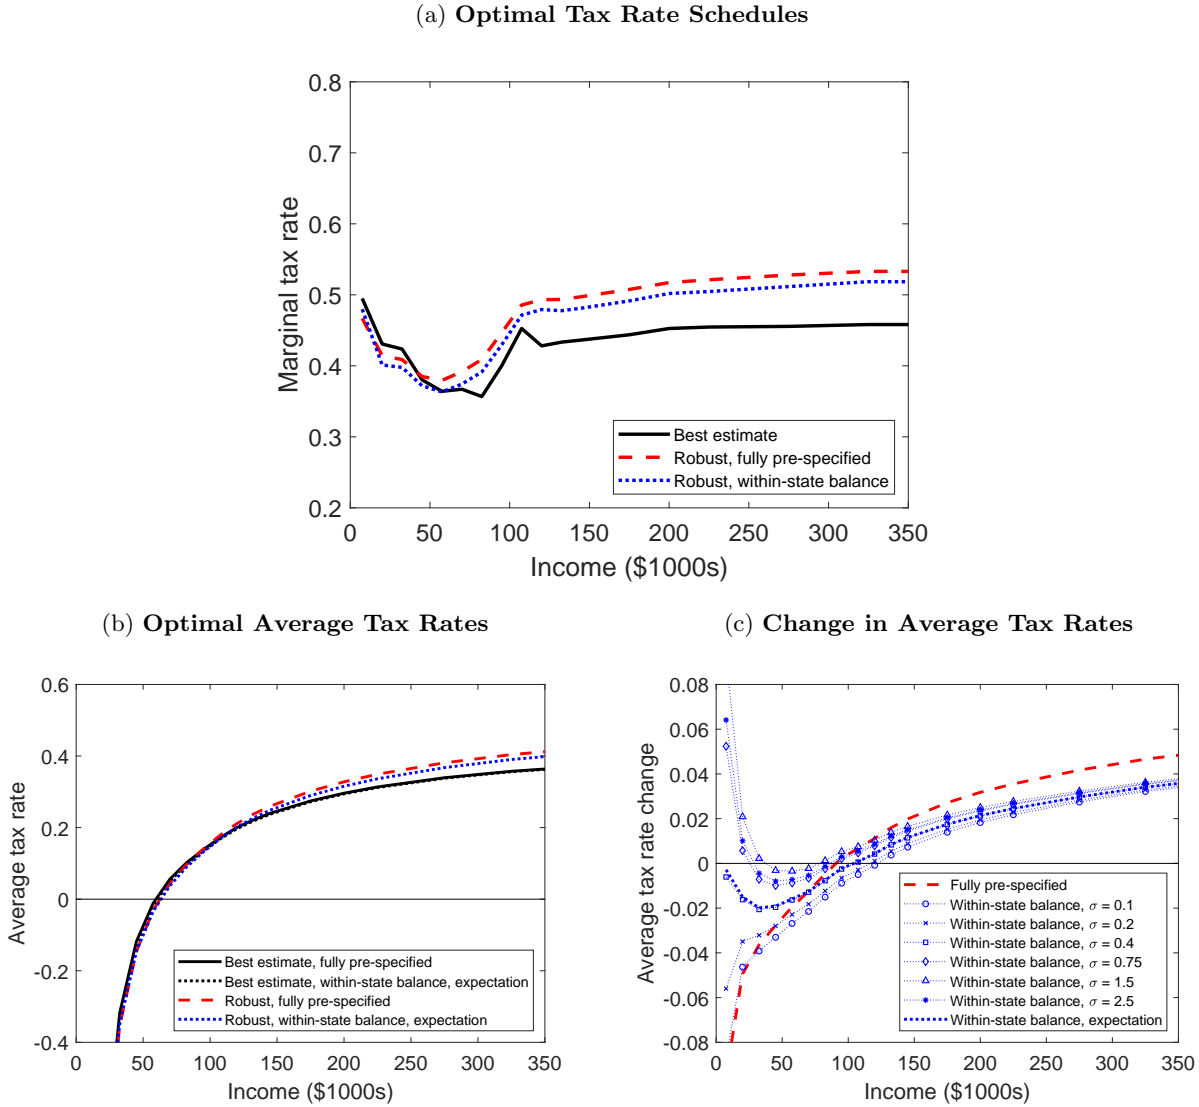 (a) Optimal Tax Rate Schedules
0.8
0.7
0.6
0.5
0.4
0.3
0.2
Marginal tax rate
Best estimate
Robust, fully pre-specified
Robust, within-state balance
0 50 100 150 200 250 300 350
Income ($1000s)
(b) Optimal Average Tax Rates
0.6
0.4
0.2
0
-0.2
-0.4
Average tax rate
Best estimate, fully pre-specified
Best estimate, within-state balance, expectation
Robust, fully pre-specified
Robust, within-state balance, expectation
0 50 100 150 200 250 300 350
Income ($1000s)
(c) Change in Average Tax Rates
0.08
0.06
0.04
0.02
0
-0.02
-0.04
-0.06
-0.08
Average tax rate change
Fully pre-specified
Within-state balance, σ = 0.1
Within-state balance, σ = 0.2
Within-state balance, σ = 0.4
Within-state balance, σ = 0.75
Within-state balance, σ = 1.5
Within-state balance, σ = 2.5
Within-state balance, expectation
0 50 100 150 200 250 300 350
Income ($1000s)